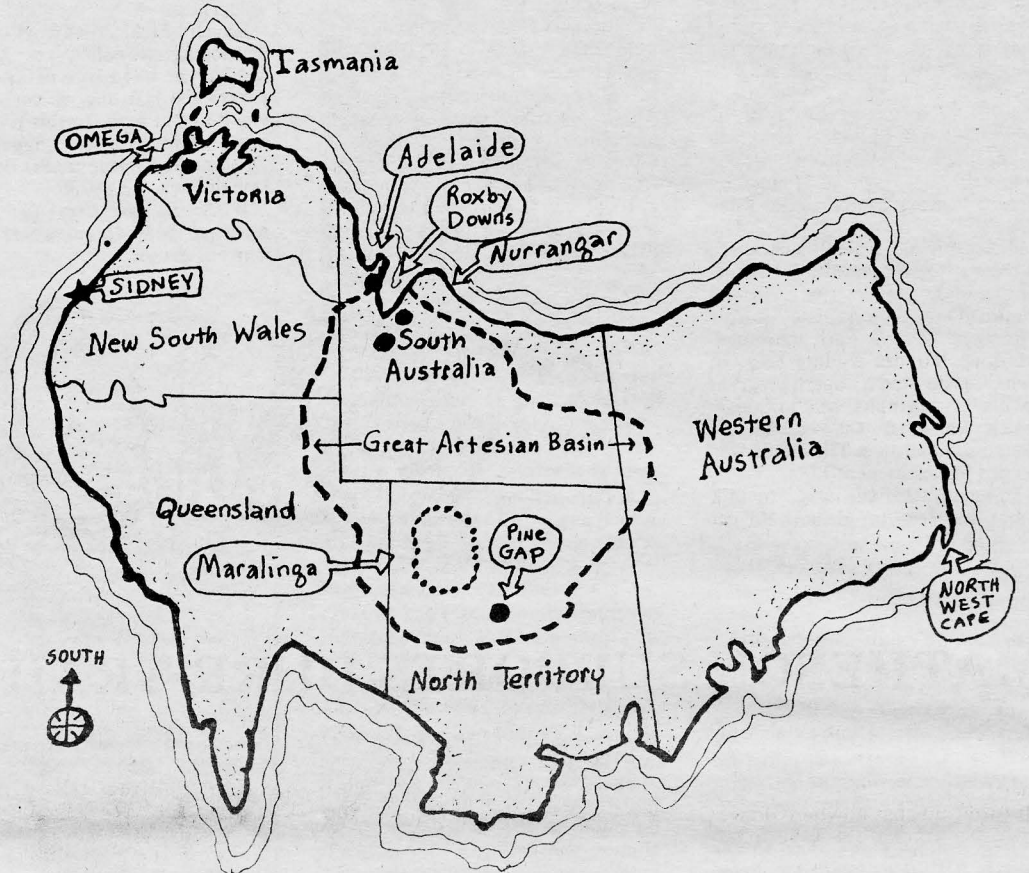 Tasmania
OMEGA
Victoria
Adelaide
Roxby
Downs
Nurrangar
SIDNEY
New South Wales
South
Australia
Great Artesian Basin
Western
Australia
Queensland
Maralinga
PINE
GAP
NORTH
WEST
CAPE
SOUTH
North Territory